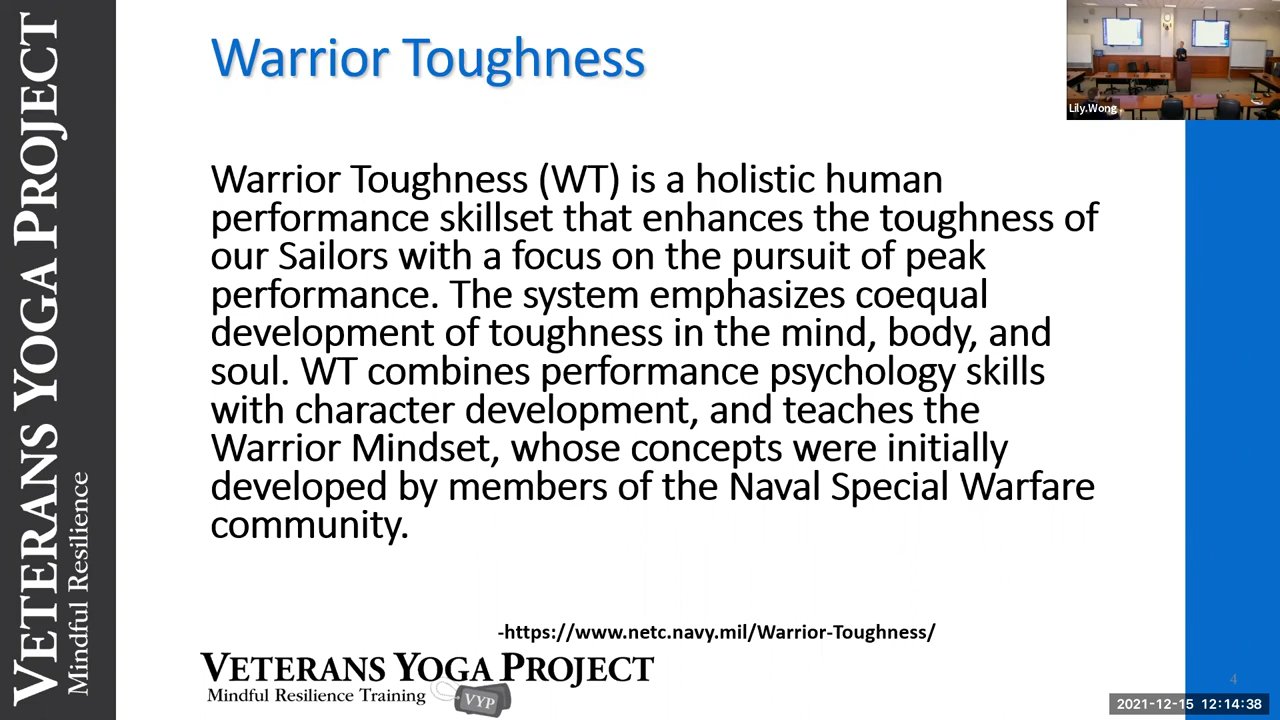 VETERANS YOGA PROJECT
Mindful Resilience
Warrior Toughness
Lily.Wong
Warrior Toughness (WT) is a holistic human
performance skillset that enhances the toughness of
our Sailors with a focus on the pursuit of peak
performance. The system emphasizes coequal
development of toughness in the mind, body, and
soul. WT combines performance psychology skills
with character development, and teaches the
Warrior Mindset, whose concepts were initially
developed by members of the Naval Special Warfare
community.
-https://www.netc.navy.mil/Warrior-Toughness/
VETERANS YOGA PROJECT
Mindful Resilience Training
VYP
4
2021-12-15 12:14:38